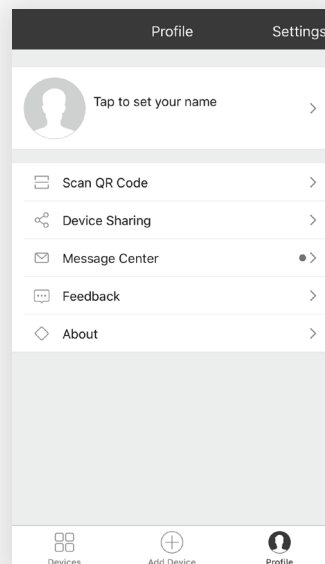 Profile
Settings
Tap to set your name
Scan QR Code
Device Sharing
Message Center
Feedback
About
Devices
Add Device
Profile